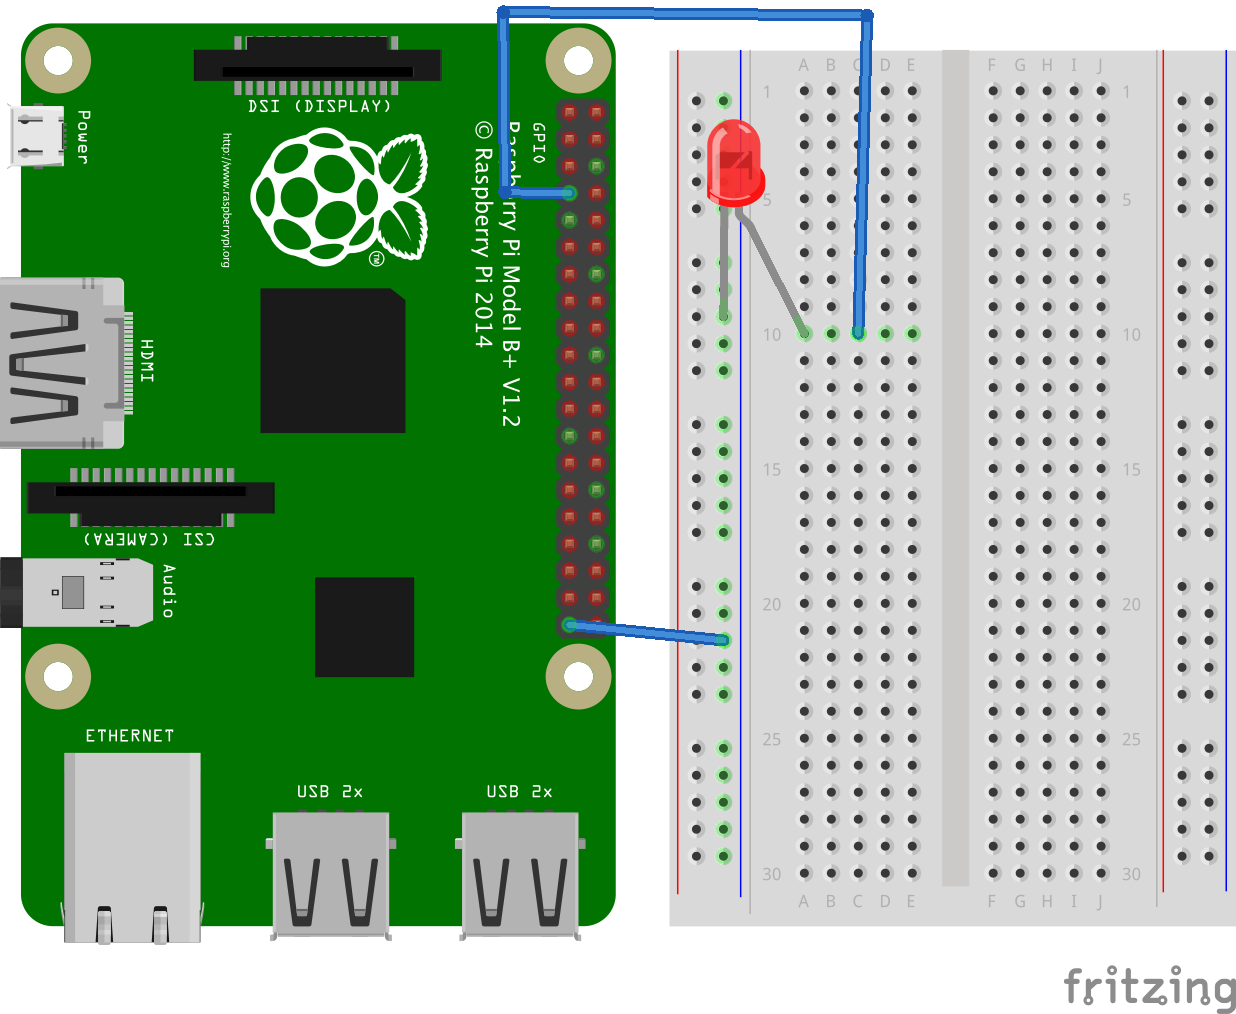 DSI (DISPLAY)
Power
http://www.raspberrypi.org
TM
GPIO
Raspberry Pi Model B+ V1.2
© Raspberry Pi 2014
HDMI
CSI (CAMERA)
Audio
ETHERNET
USB 2x
USB 2x
A B C D E F G H I J
1 1
5 5
10 10
15 15
20 20
25 25
30 30
A B C D E F G H I J
fritzing